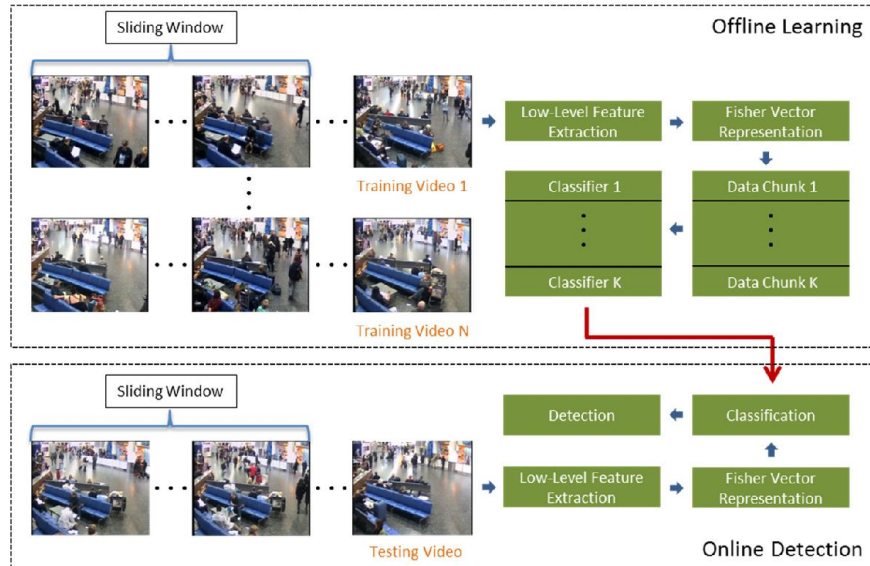 Sliding Window
Offline Learning
Training Video 1
Training Video N
Low-Level Feature
Extraction
Fisher Vector
Representation
Classifier 1
Classifier K
Data Chunk 1
Data Chunk K
Sliding Window
Testing Video
Detection
Classification
Low-Level Feature
Extraction
Fisher Vector
Representation
Online Detection